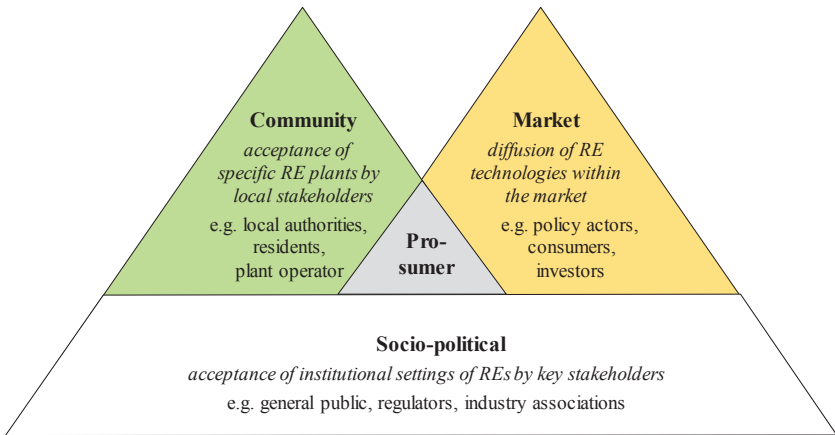 Community
acceptance of
specific RE plants by
local stakeholders
e.g. local authorities,
residents,
plant operator
Market
diffusion of RE
technologies within
the market
e.g. policy actors,
consumers,
investors
Pro-
sumer
Socio-political
acceptance of institutional settings of REs by key stakeholders
e.g. general public, regulators, industry associations